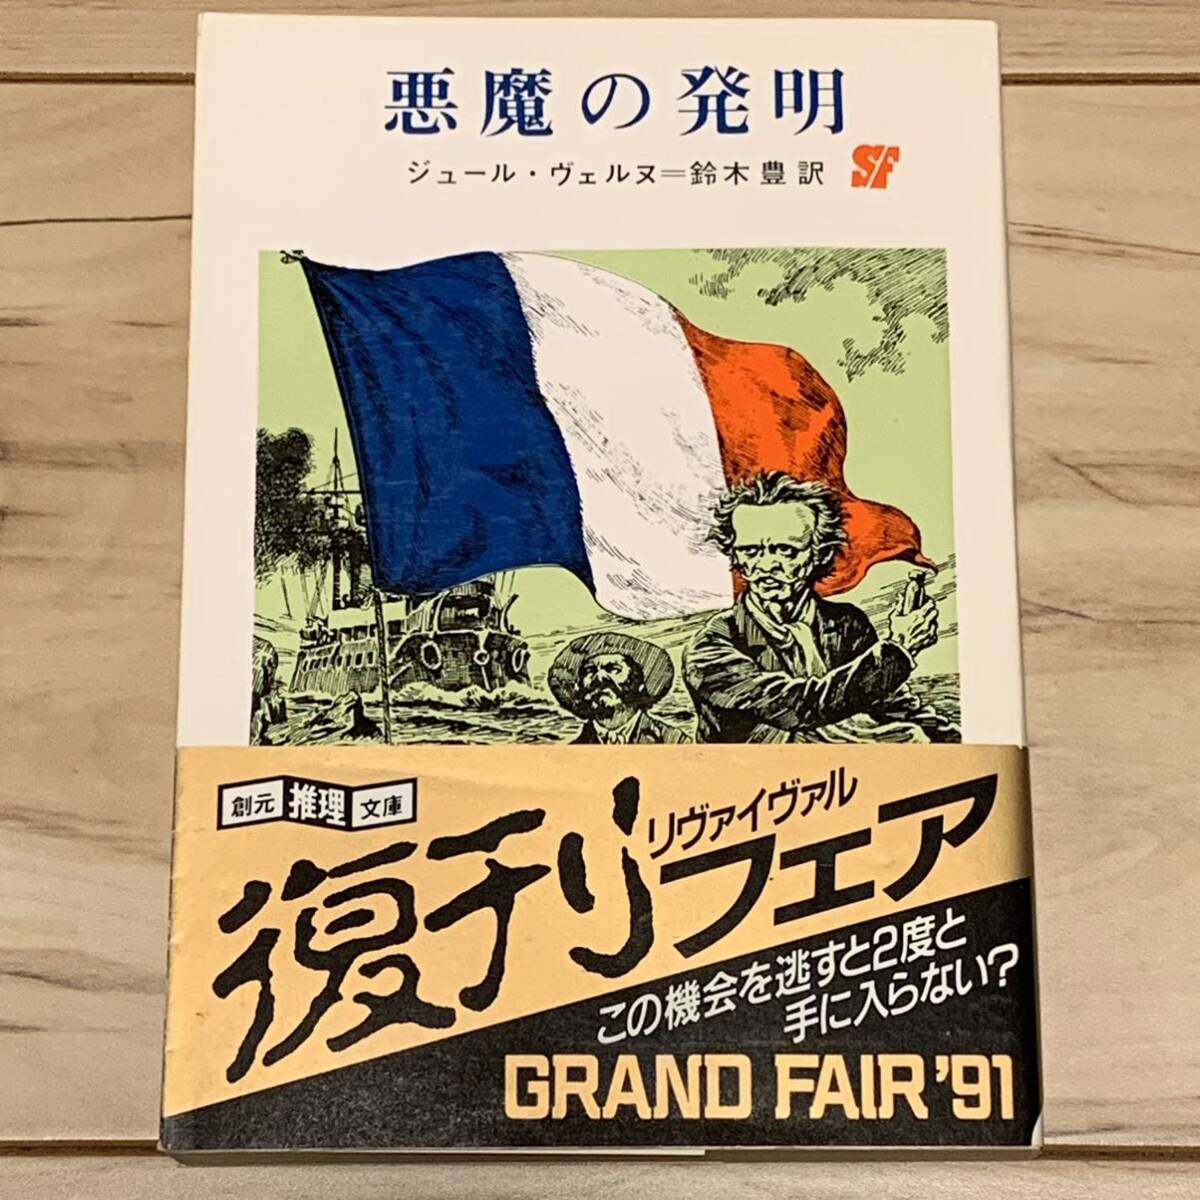 悪魔の発明
ジュール・ヴェルヌ=鈴木豊訳 SF
創元推理文庫
復刊リヴァイヴァルフェア
この機会を逃すと2度と
手に入らない?
GRAND FAIR '91